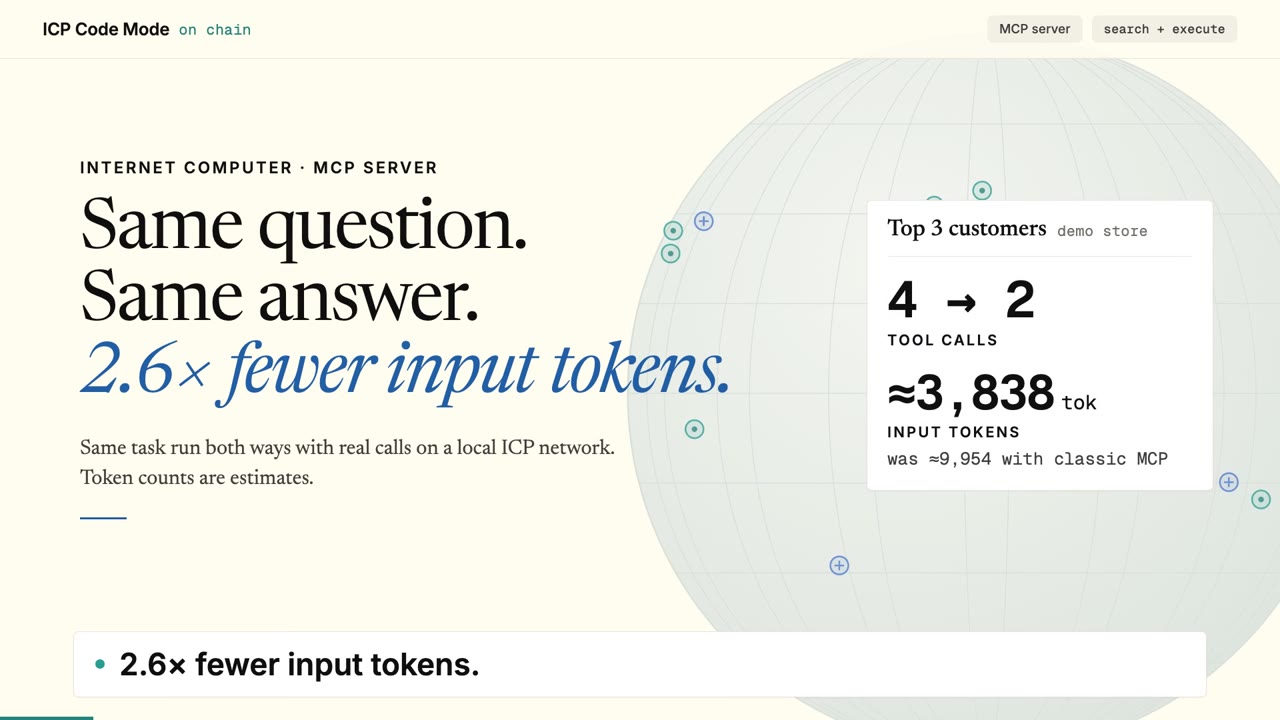 ICP Code Mode on chain
MCP server
search + execute
INTERNET COMPUTER · MCP SERVER
Same question.
Same answer.
2.6× fewer input tokens.
Same task run both ways with real calls on a local ICP network.
Token counts are estimates.
Top 3 customers demo store
4 → 2
TOOL CALLS
≈3,838 tok
INPUT TOKENS
was ≈9,954 with classic MCP
2.6× fewer input tokens.